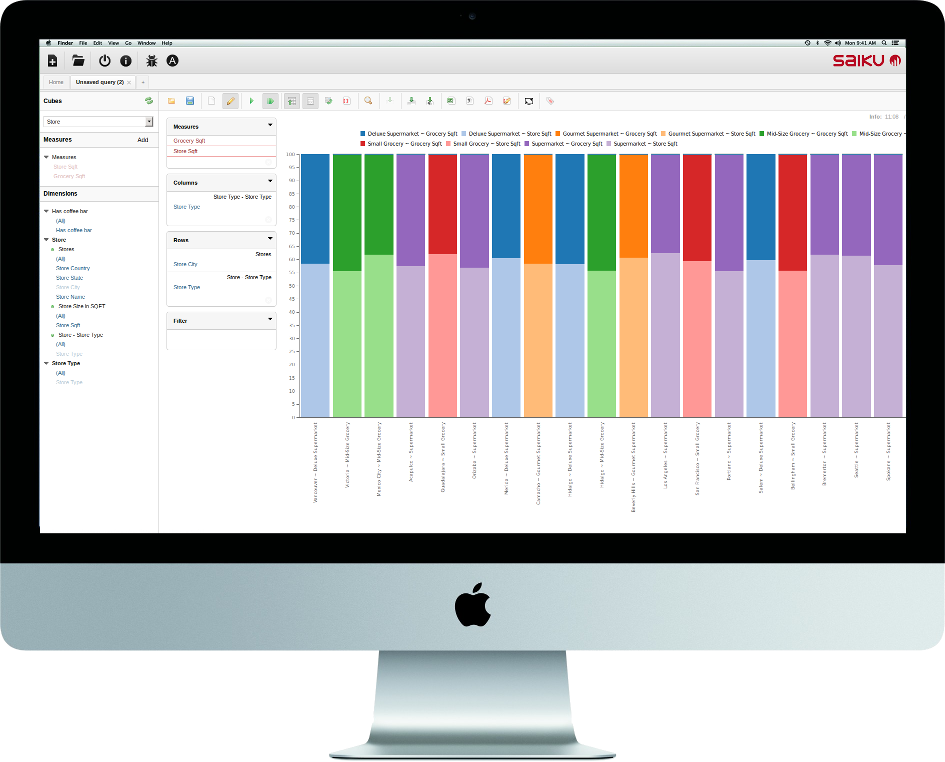 Finder File Edit View Go Window Help
Mon 9:41 AM
SAIKU
Home
Unsaved query (2)
Cubes
Store
Measures
Add
Measures
Store Sqft
Grocery Sqft
Dimensions
Has coffee bar
(All)
Has coffee bar
Store
Stores
(All)
Store Country
Store State
Store City
Store Name
Store Size in SQFT
(All)
Store Sqft
Store - Store Type
(All)
Store Type
Store Type
(All)
Store Type
Measures
Grocery Sqft
Store Sqft
Columns
Store Type - Store Type
Store Type
Rows
Stores
Store City
Store - Store Type
Store Type
Filter
Info: 11:08 /
Deluxe Supermarket ~ Grocery Sqft Deluxe Supermarket ~ Store Sqft Gourmet Supermarket ~ Grocery Sqft Gourmet Supermarket ~ Store Sqft Mid-Size Grocery ~ Grocery Sqft Mid-Size Grocery ~
Small Grocery ~ Grocery Sqft Small Grocery ~ Store Sqft Supermarket ~ Grocery Sqft Supermarket ~ Store Sqft
100
95
90
85
80
75
70
65
60
55
50
45
40
35
30
25
20
15
10
5
0
Vancouver ~ Deluxe Supermarket
Victoria ~ Mid-Size Grocery
Mexico City ~ Mid-Size Grocery
Acapulco ~ Supermarket
Guadalajara ~ Small Grocery
Orizaba ~ Supermarket
Merida ~ Deluxe Supermarket
Camacho ~ Gourmet Supermarket
Hidalgo ~ Deluxe Supermarket
Hidalgo ~ Mid-Size Grocery
Beverly Hills ~ Gourmet Supermarket
Los Angeles ~ Supermarket
San Francisco ~ Small Grocery
Portland ~ Supermarket
Salem ~ Deluxe Supermarket
Bellingham ~ Small Grocery
Bremerton ~ Supermarket
Seattle ~ Supermarket
Spokane ~ Supermarket